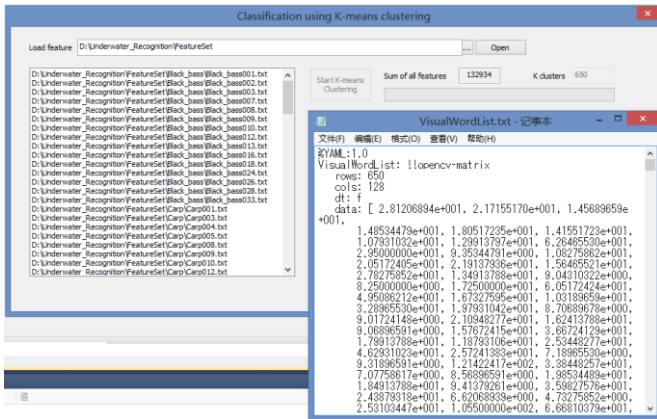 Classification using K-means clustering
Load feature D:\Underwater_Recognition\FeatureSet ... Open
D:\Underwater_Recognition\FeatureSet\Black_bass\Black_bass001.txt
D:\Underwater_Recognition\FeatureSet\Black_bass\Black_bass002.txt
D:\Underwater_Recognition\FeatureSet\Black_bass\Black_bass003.txt
D:\Underwater_Recognition\FeatureSet\Black_bass\Black_bass007.txt
D:\Underwater_Recognition\FeatureSet\Black_bass\Black_bass008.txt
D:\Underwater_Recognition\FeatureSet\Black_bass\Black_bass009.txt
D:\Underwater_Recognition\FeatureSet\Black_bass\Black_bass010.txt
D:\Underwater_Recognition\FeatureSet\Black_bass\Black_bass012.txt
D:\Underwater_Recognition\FeatureSet\Black_bass\Black_bass013.txt
D:\Underwater_Recognition\FeatureSet\Black_bass\Black_bass016.txt
D:\Underwater_Recognition\FeatureSet\Black_bass\Black_bass018.txt
D:\Underwater_Recognition\FeatureSet\Black_bass\Black_bass024.txt
D:\Underwater_Recognition\FeatureSet\Black_bass\Black_bass026.txt
D:\Underwater_Recognition\FeatureSet\Black_bass\Black_bass028.txt
D:\Underwater_Recognition\FeatureSet\Black_bass\Black_bass033.txt
D:\Underwater_Recognition\FeatureSet\Carp\Carp001.txt
D:\Underwater_Recognition\FeatureSet\Carp\Carp003.txt
D:\Underwater_Recognition\FeatureSet\Carp\Carp004.txt
D:\Underwater_Recognition\FeatureSet\Carp\Carp005.txt
D:\Underwater_Recognition\FeatureSet\Carp\Carp008.txt
D:\Underwater_Recognition\FeatureSet\Carp\Carp009.txt
D:\Underwater_Recognition\FeatureSet\Carp\Carp010.txt
D:\Underwater_Recognition\FeatureSet\Carp\Carp012.txt
Start K-means
Clustering
Sum of all features 132934 K clusters 650
VisualWordList.txt - 记事本
文件(F) 编辑(E) 格式(O) 查看(V) 帮助(H)
%YAML:1.0
VisualWordList: !!opencv-matrix
rows: 650
cols: 128
dt: f
data: [ 2.81206894e+001, 2.17155170e+001, 1.45689659e
+001,
1.48534479e+001, 1.80517235e+001, 1.41551723e+001,
1.07931032e+001, 1.29913797e+001, 6.26465530e+001,
2.95000000e+001, 9.35344791e+000, 1.08275862e+001,
2.05172405e+001, 2.19137936e+001, 1.56465521e+001,
2.78275852e+001, 1.34913788e+001, 9.04310322e+000,
8.25000000e+000, 1.72500000e+001, 6.05172424e+001,
4.95086212e+001, 1.67327595e+001, 1.03189659e+001,
3.28965530e+001, 1.97931042e+001, 8.70689678e+000,
9.01724148e+000, 2.10948277e+001, 1.62413788e+001,
9.06896591e+000, 1.57672415e+001, 3.66724129e+001,
1.79913788e+001, 1.18793106e+001, 2.53448277e+001,
4.62931023e+001, 2.57241383e+001, 7.18965530e+000,
9.31896591e+000, 1.21422417e+002, 3.38448257e+001,
7.07758617e+001, 8.56896591e+001, 1.98534489e+001,
1.84913788e+001, 9.41379261e+000, 3.59827576e+001,
2.43879318e+001, 6.62068939e+001, 4.73275852e+000,
2.53103447e+001, 1.05500000e+002, 6.66810379e+001,